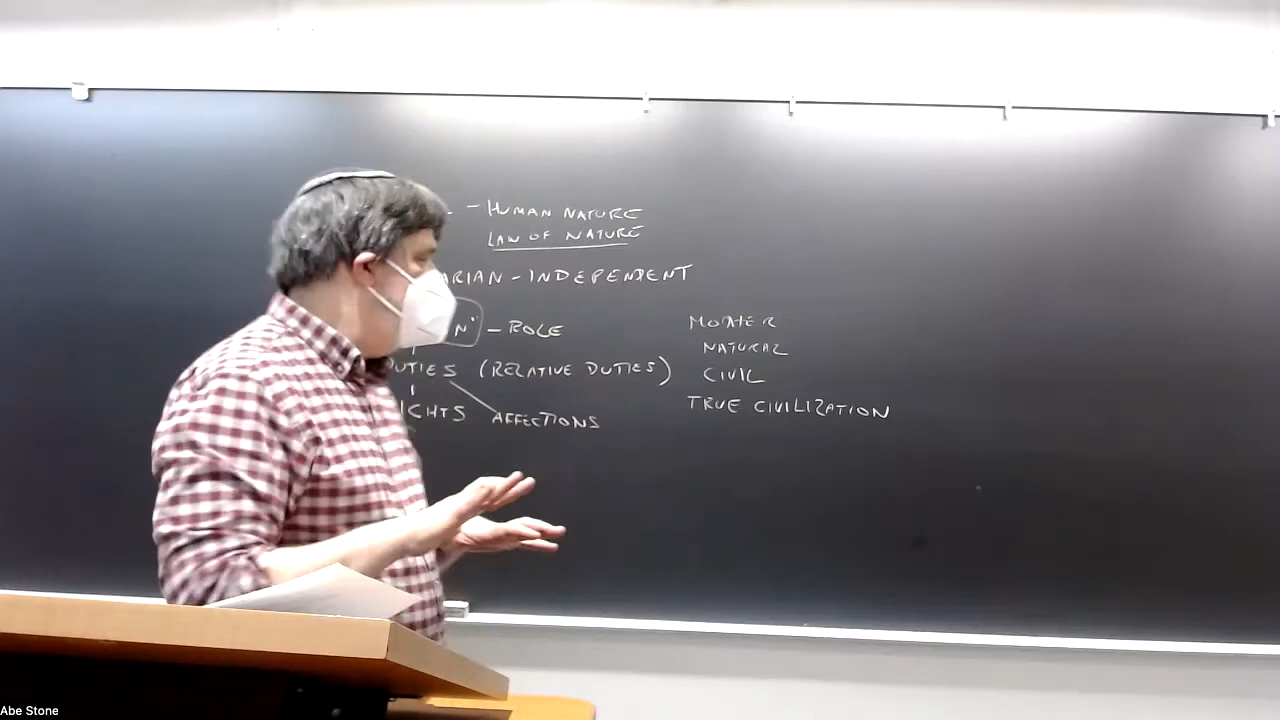 - HUMAN NATURE
LAW OF NATURE
ARIAN - INDEPENDENT
N" - ROLE
UTIES (RELATIVE DUTIES)
IGHTS AFFECTIONS
MOTHER
NATURAL
CIVIL
TRUE CIVILIZATION
Abe Stone